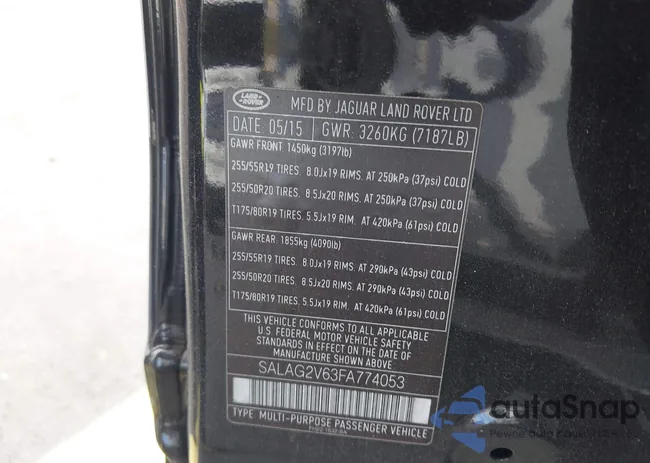 LAND ROVER
MFD BY JAGUAR LAND ROVER LTD
DATE: 05/15 GWR: 3260KG (7187LB)
GAWR FRONT: 1450kg (3197lb)
255/55R19 TIRES. 8.0Jx19 RIMS. AT 250kPa (37psi) COLD
255/50R20 TIRES. 8.5Jx20 RIMS. AT 250kPa (37psi) COLD
T175/80R19 TIRES. 5.5Jx19 RIM. AT 420kPa (61psi) COLD
GAWR REAR: 1855kg (4090lb)
255/55R19 TIRES. 8.0Jx19 RIMS. AT 290kPa (43psi) COLD
255/50R20 TIRES. 8.5Jx20 RIMS. AT 290kPa (43psi) COLD
T175/80R19 TIRES. 5.5Jx19 RIM. AT 420kPa (61psi) COLD
THIS VEHICLE CONFORMS TO ALL APPLICABLE
U.S. FEDERAL MOTOR VEHICLE SAFETY
STANDARDS IN EFFECT ON THE DATE OF
MANUFACTURE SHOWN ABOVE
SALAG2V63FA774053
TYPE: MULTI-PURPOSE PASSENGER VEHICLE
autoSnap
Pewne auto z aukcji w USA